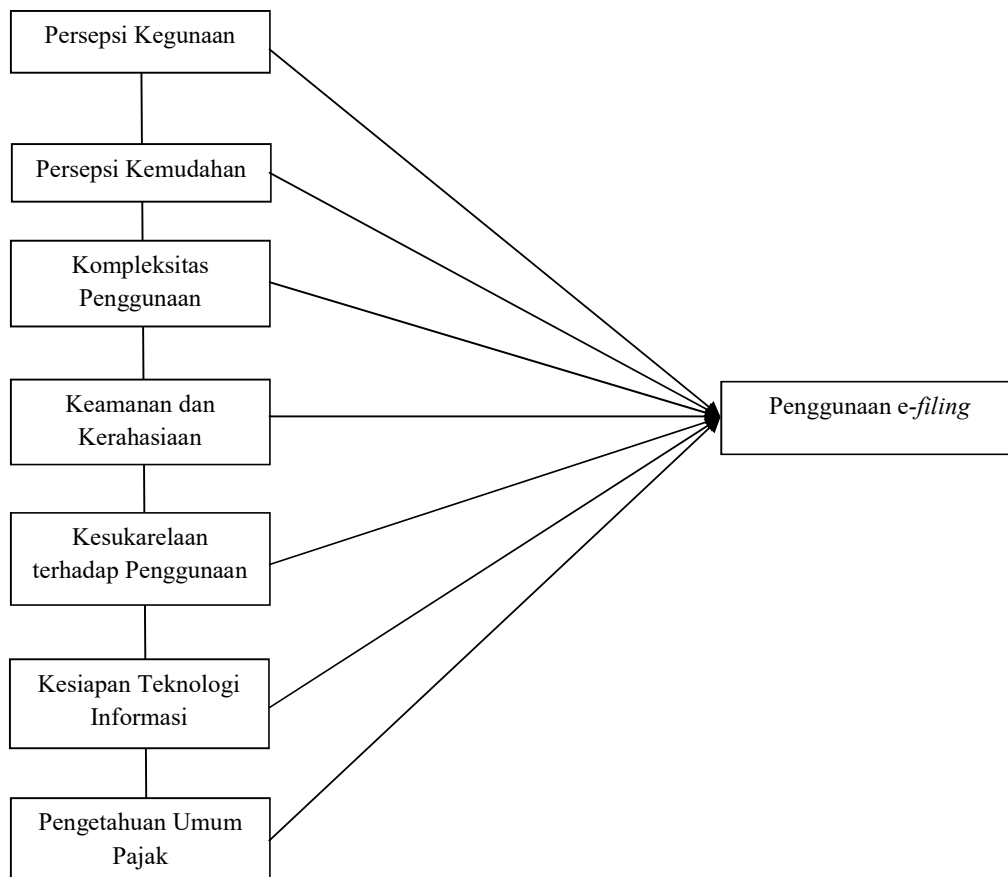 Persepsi Kegunaan
Persepsi Kemudahan
Kompleksitas
Penggunaan
Keamanan dan
Kerahasiaan
Penggunaan e-filing
Kesukarelaan
terhadap Penggunaan
Kesiapan Teknologi
Informasi
Pengetahuan Umum
Pajak